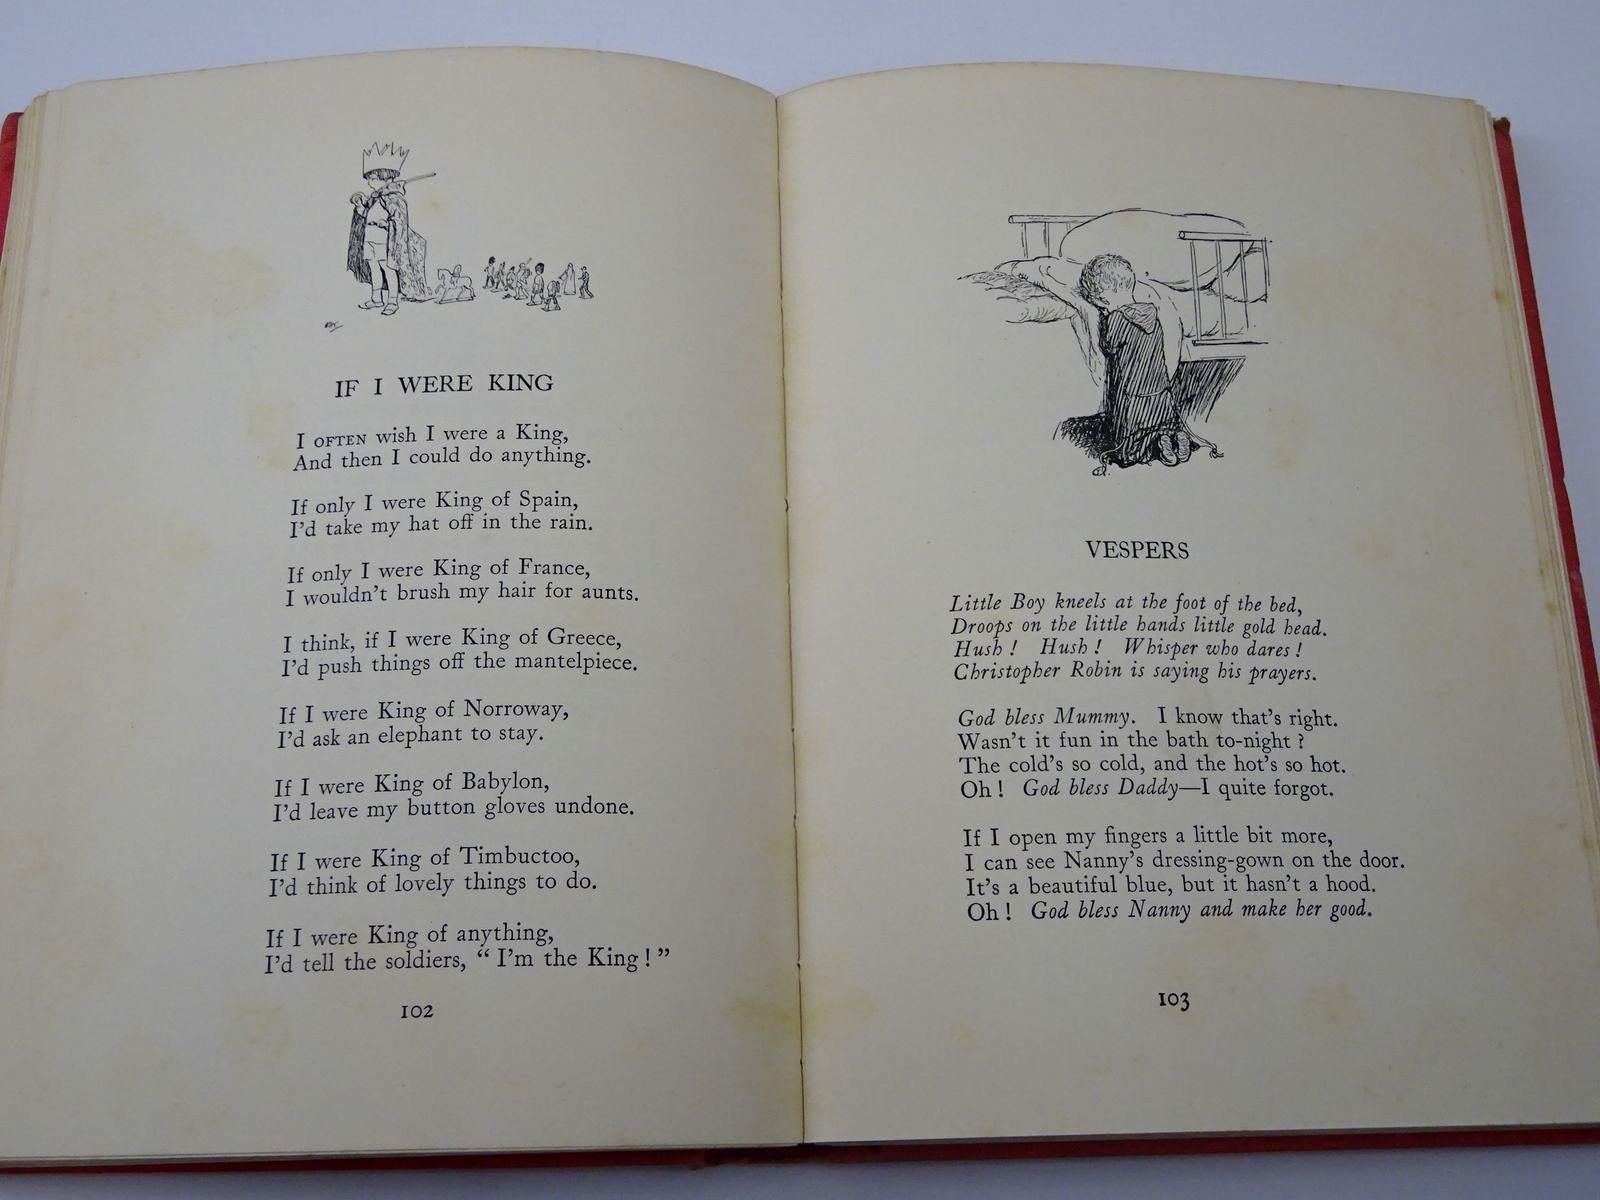 IF I WERE KING
I OFTEN wish I were a King,
And then I could do anything.
If only I were King of Spain,
I'd take my hat off in the rain.
If only I were King of France,
I wouldn't brush my hair for aunts.
I think, if I were King of Greece,
I'd push things off the mantelpiece.
If I were King of Norroway,
I'd ask an elephant to stay.
If I were King of Babylon,
I'd leave my button gloves undone.
If I were King of Timbuctoo,
I'd think of lovely things to do.
If I were King of anything,
I'd tell the soldiers, “ I'm the King ! ”
102
VESPERS
Little Boy kneels at the foot of the bed,
Droops on the little hands little gold head.
Hush ! Hush ! Whisper who dares !
Christopher Robin is saying his prayers.
God bless Mummy. I know that's right.
Wasn't it fun in the bath to-night ?
The cold's so cold, and the hot's so hot.
Oh ! God bless Daddy—I quite forgot.
If I open my fingers a little bit more,
I can see Nanny's dressing-gown on the door.
It's a beautiful blue, but it hasn't a hood.
Oh ! God bless Nanny and make her good.
103